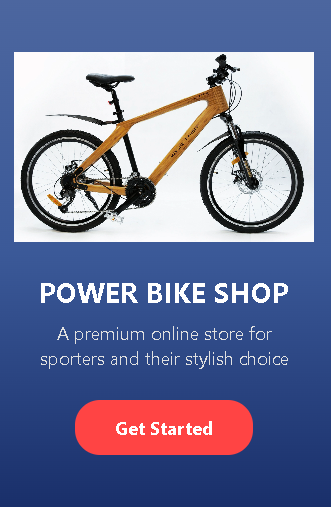 POWER BIKE SHOP
A premium online store for
sporters and their stylish choice
Get Started